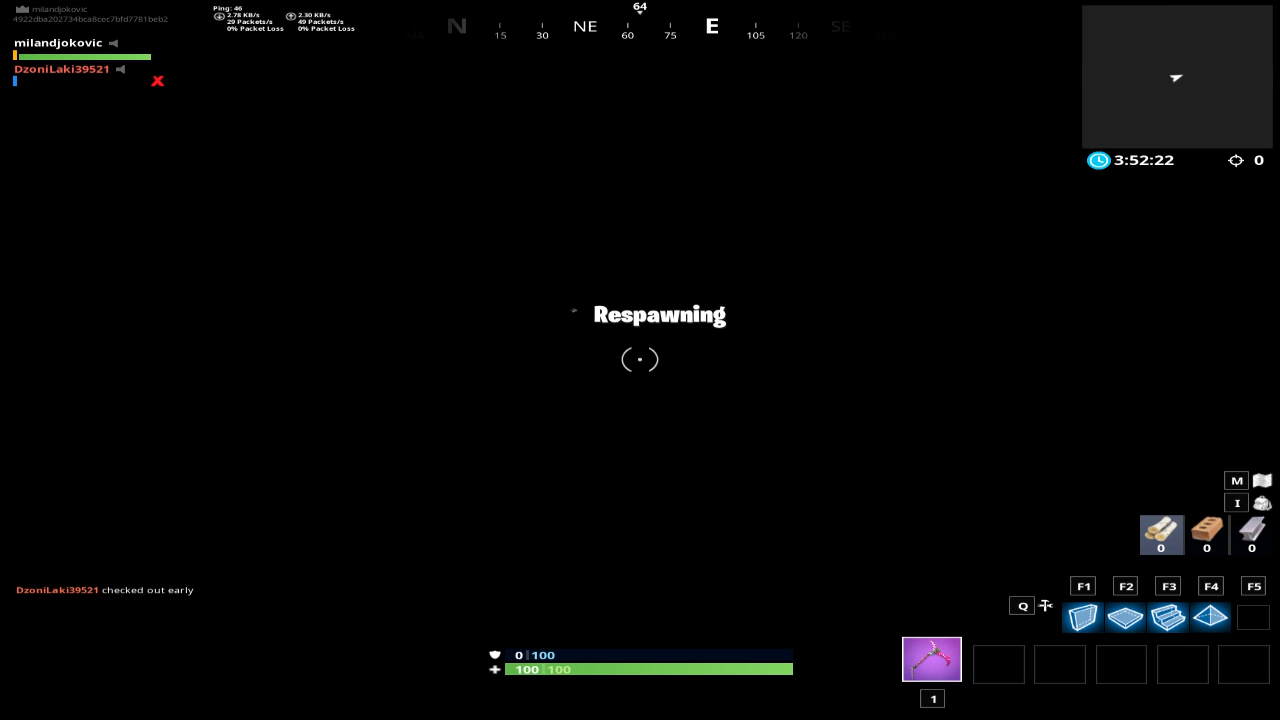 milandjokovic
4922dba202734bca8cec7bfd7781beb2
Ping: 46
2.78 KB/s 2.30 KB/s
29 Packets/s 49 Packets/s
0% Packet Loss 0% Packet Loss
64
N 15 30 NE 60 75 E 105 120 SE
milandjokovic
DzoniLaki39521
3:52:22 0
Respawning
M
I
0 0 0
DzoniLaki39521 checked out early
F1 F2 F3 F4 F5
Q
0 100
100 100
1